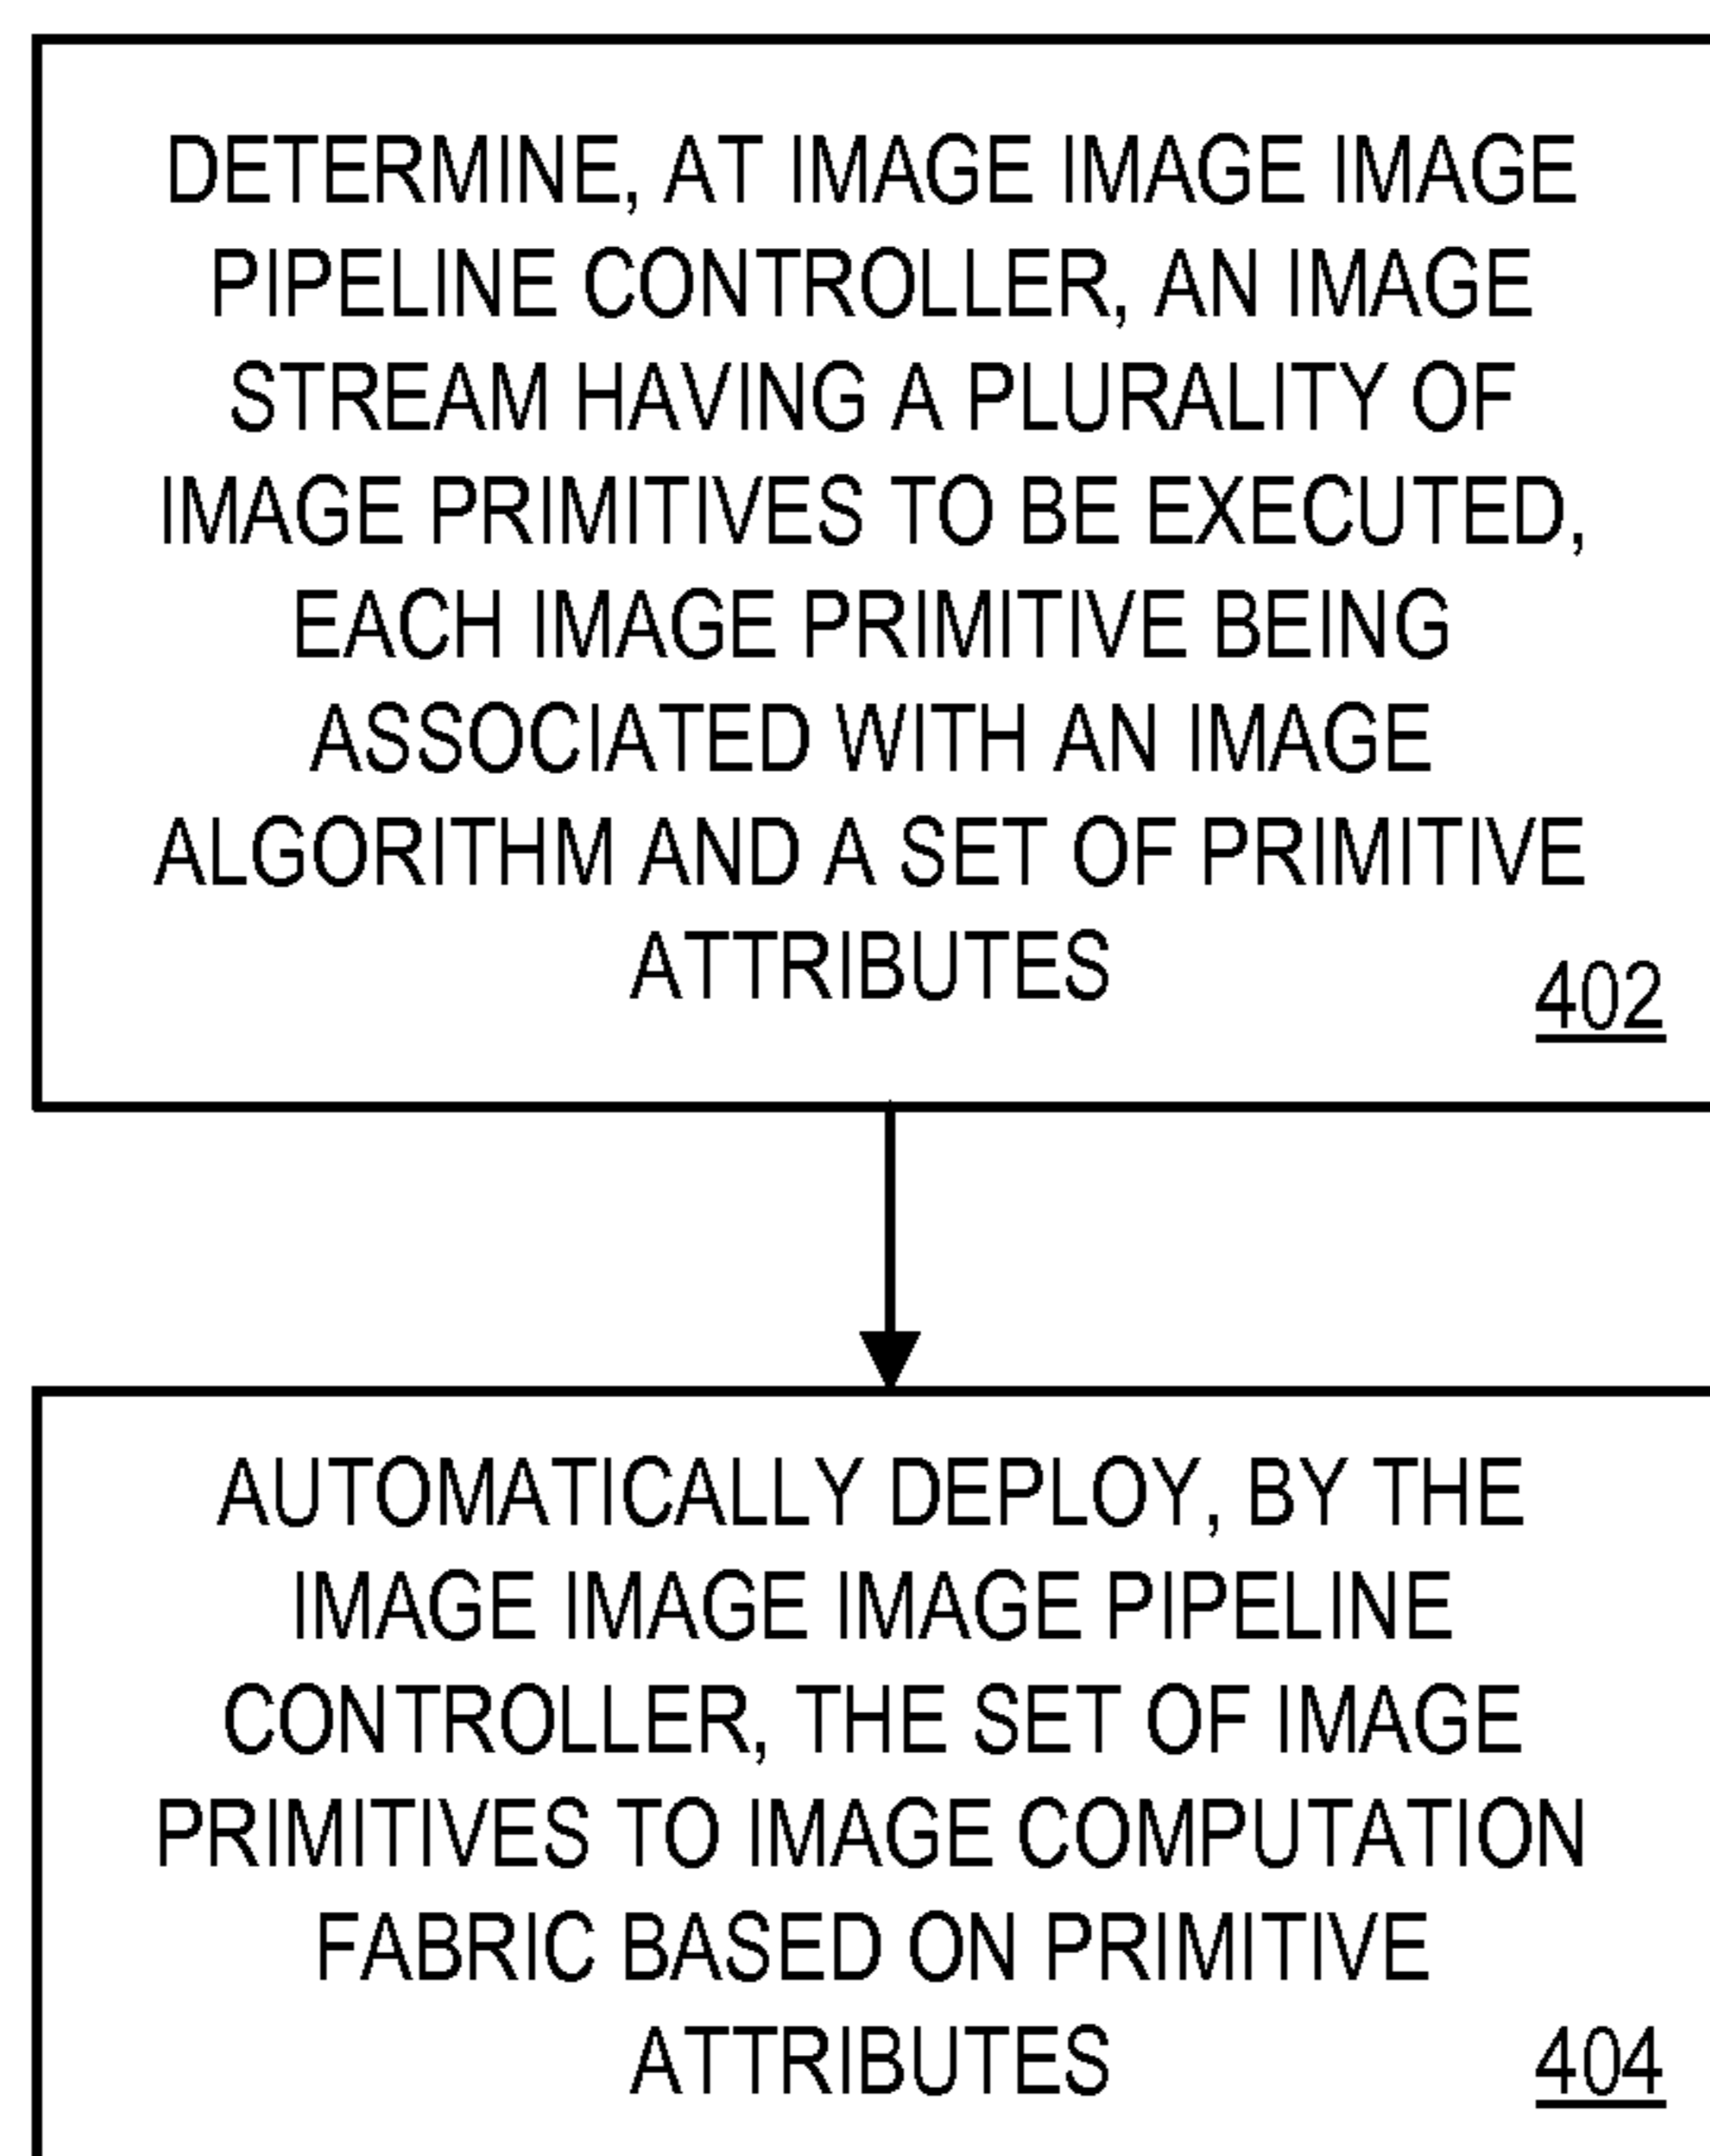 DETERMINE, AT IMAGE IMAGE IMAGE
PIPELINE CONTROLLER, AN IMAGE
STREAM HAVING A PLURALITY OF
IMAGE PRIMITIVES TO BE EXECUTED,
EACH IMAGE PRIMITIVE BEING
ASSOCIATED WITH AN IMAGE
ALGORITHM AND A SET OF PRIMITIVE
ATTRIBUTES
402
AUTOMATICALLY DEPLOY, BY THE
IMAGE IMAGE IMAGE PIPELINE
CONTROLLER, THE SET OF IMAGE
PRIMITIVES TO IMAGE COMPUTATION
FABRIC BASED ON PRIMITIVE
ATTRIBUTES
404